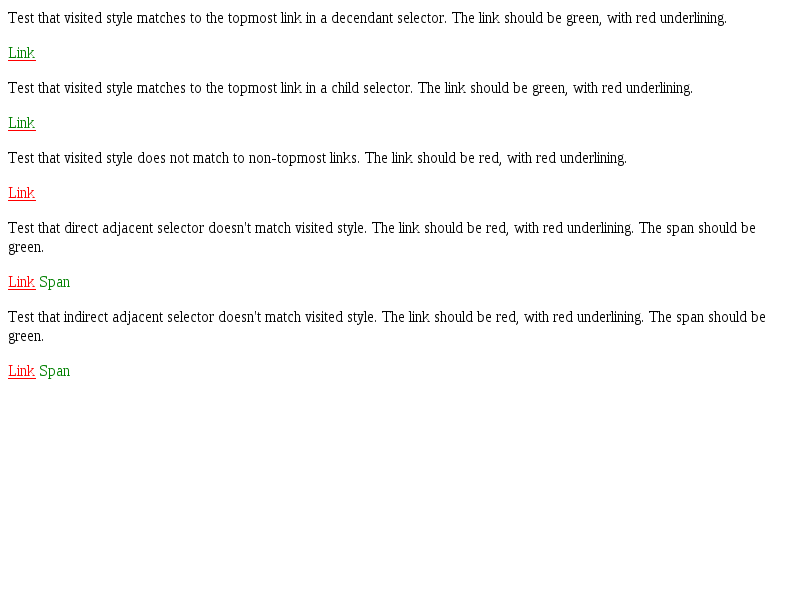 Test that visited style matches to the topmost link in a decendant selector. The link should be green, with red underlining.
Link
Test that visited style matches to the topmost link in a child selector. The link should be green, with red underlining.
Link
Test that visited style does not match to non-topmost links. The link should be red, with red underlining.
Link
Test that direct adjacent selector doesn't match visited style. The link should be red, with red underlining. The span should be
green.
Link Span
Test that indirect adjacent selector doesn't match visited style. The link should be red, with red underlining. The span should be
green.
Link Span